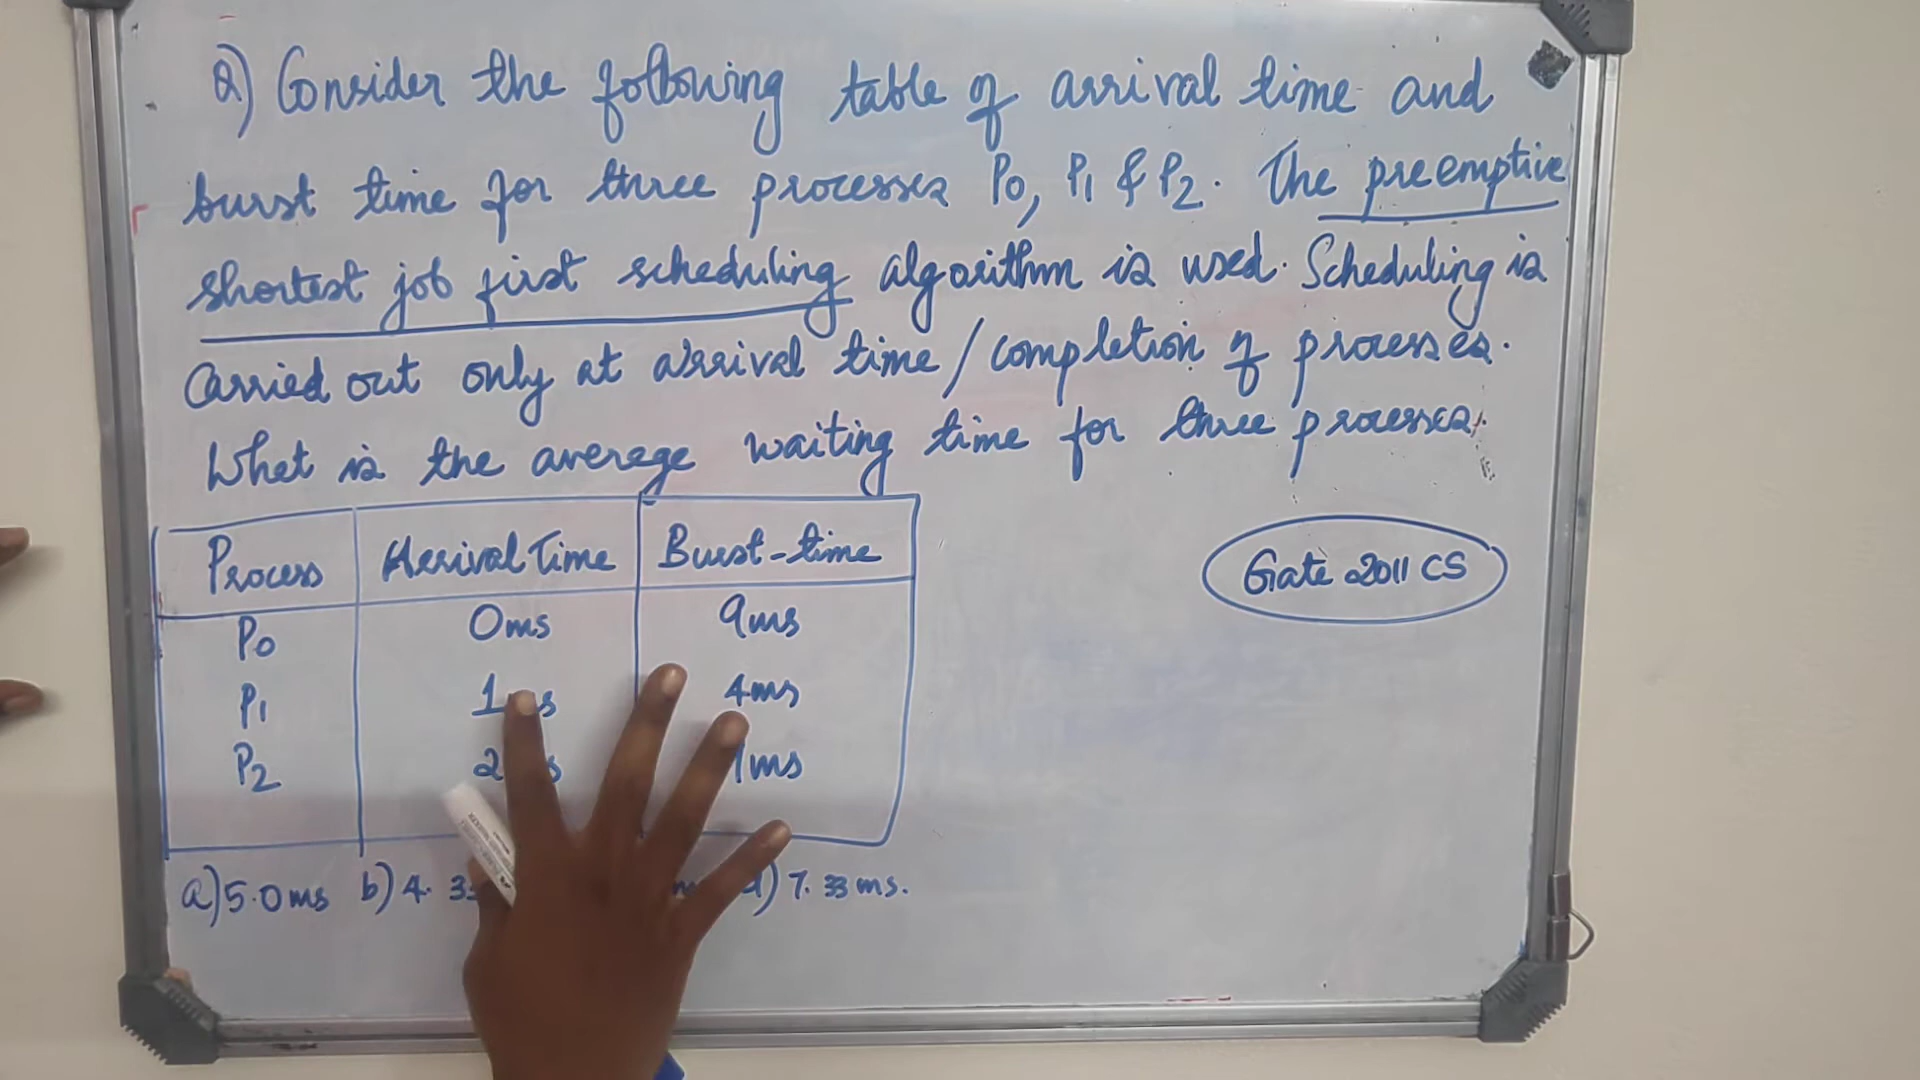 Q) Consider the following table of arrival time and
burst time for three processes P0, P1 & P2. The preemptive
shortest job first scheduling algorithm is used. Scheduling is
carried out only at arrival time/completion of processes.
What is the average waiting time for three processes.
Process Arrival Time Burst-time
P0 0ms 9ms
P1 1 4ms
P2 2
Gate 2011 CS
a) 5.0ms b) 4.33 d) 7.33ms.